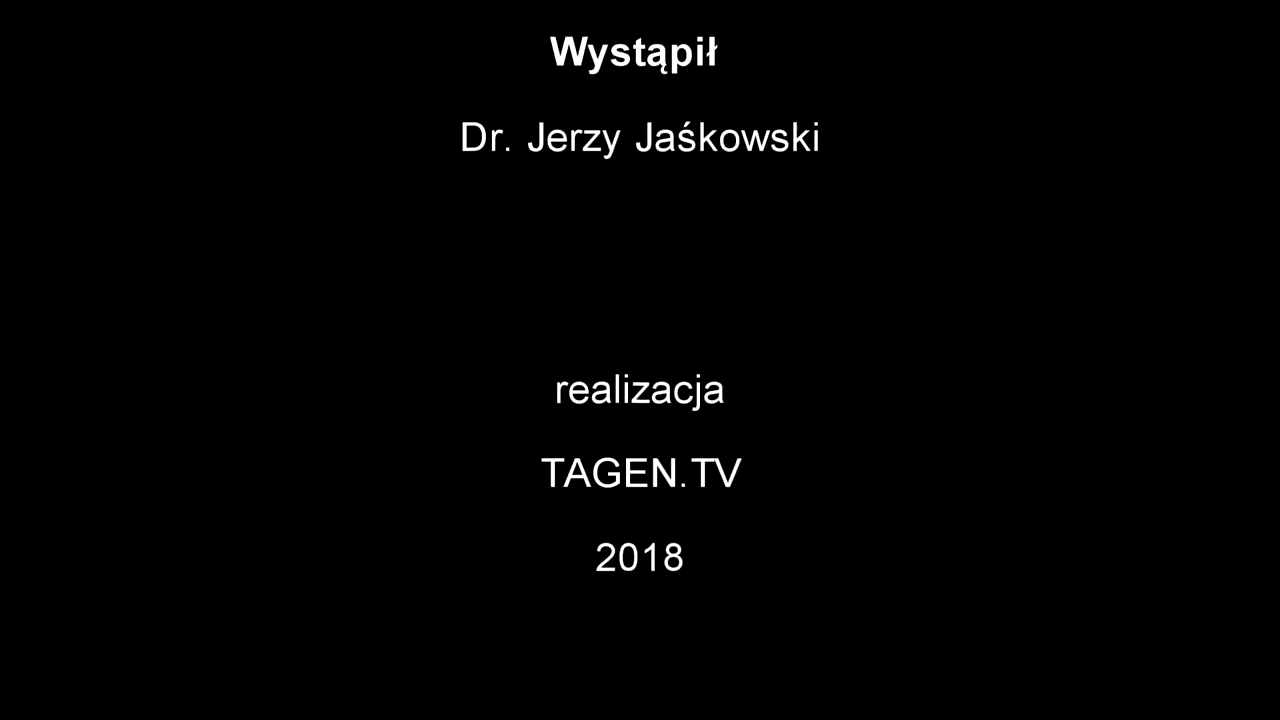 Wystąpił
Dr. Jerzy Jaśkowski
realizacja
TAGEN.TV
2018